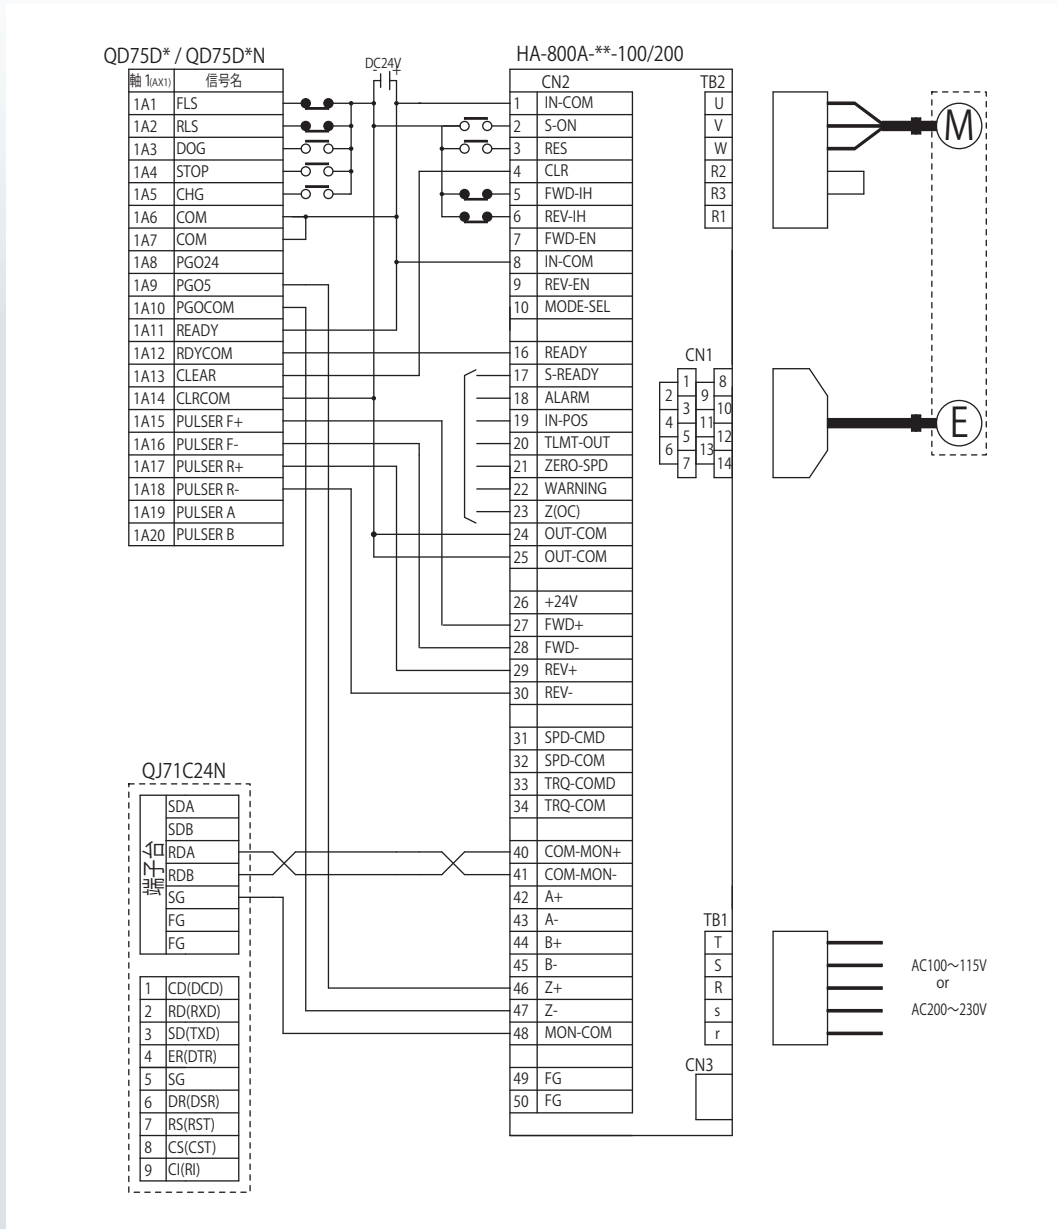 QD75D* / QD75D*N
軸 1(AX1) 信号名
1A1 FLS
1A2 RLS
1A3 DOG
1A4 STOP
1A5 CHG
1A6 COM
1A7 COM
1A8 PGO24
1A9 PGO5
1A10 PGOCOM
1A11 READY
1A12 RDYCOM
1A13 CLEAR
1A14 CLRCOM
1A15 PULSER F+
1A16 PULSER F-
1A17 PULSER R+
1A18 PULSER R-
1A19 PULSER A
1A20 PULSER B
DC24V
- +
HA-800A-**-100/200
CN2
1 IN-COM
2 S-ON
3 RES
4 CLR
5 FWD-IH
6 REV-IH
7 FWD-EN
8 IN-COM
9 REV-EN
10 MODE-SEL
16 READY
17 S-READY
18 ALARM
19 IN-POS
20 TLMT-OUT
21 ZERO-SPD
22 WARNING
23 Z(OC)
24 OUT-COM
25 OUT-COM
26 +24V
27 FWD+
28 FWD-
29 REV+
30 REV-
31 SPD-CMD
32 SPD-COM
33 TRQ-COMD
34 TRQ-COM
40 COM-MON+
41 COM-MON-
42 A+
43 A-
44 B+
45 B-
46 Z+
47 Z-
48 MON-COM
49 FG
50 FG
TB2
U
V
W
R2
R3
R1
M
CN1
1
2
3
4
5
6
7
8
9
10
11
12
13
14
E
TB1
T
S
R
s
r
AC100～115V
or
AC200～230V
CN3
QJ71C24N
端子台
SDA
SDB
RDA
RDB
SG
FG
FG
1 CD(DCD)
2 RD(RXD)
3 SD(TXD)
4 ER(DTR)
5 SG
6 DR(DSR)
7 RS(RST)
8 CS(CST)
9 CI(RI)